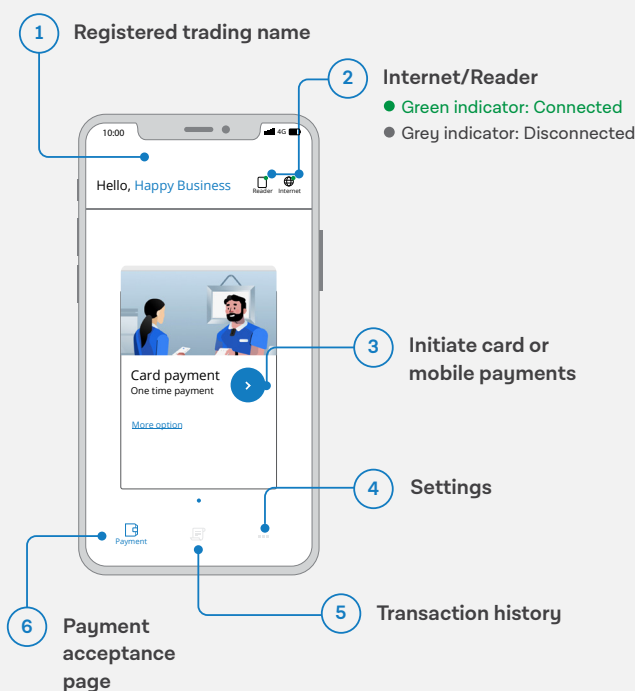 1 Registered trading name
2 Internet/Reader
Green indicator: Connected
Grey indicator: Disconnected
10:00
4G
Hello, Happy Business
Reader Internet
3 Initiate card or
mobile payments
Card payment
One time payment
More option
4 Settings
Payment
5 Transaction history
6 Payment
acceptance
page